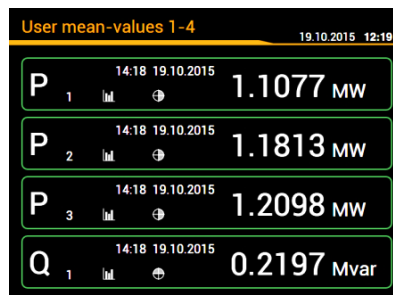 User mean-values 1-4
19.10.2015 12:19
14:18 19.10.2015
P 1 1.1077 MW
14:18 19.10.2015
P 2 1.1813 MW
14:18 19.10.2015
P 3 1.2098 MW
14:18 19.10.2015
Q 1 0.2197 Mvar